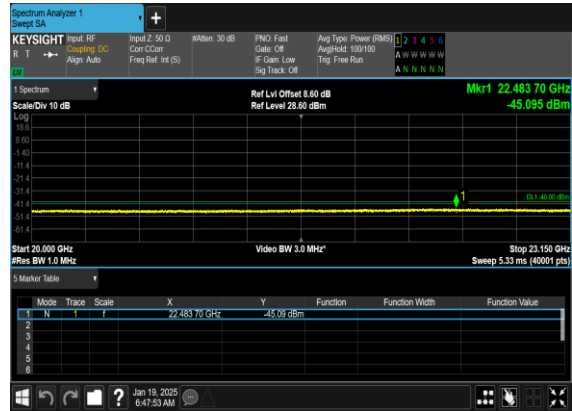 Spectrum Analyzer 1
Swept SA
+
KEYSIGHT
R T
Input: RF
Coupling: DC
Align: Auto
Input Z: 50 Ω
Corr CCorr
Freq Ref: Int (S)
#Atten: 30 dB
PNO: Fast
Gate: Off
IF Gain: Low
Sig Track: Off
Avg Type: Power (RMS)
Avg|Hold: 100/100
Trig: Free Run
1 2 3 4 5 6
A W W W W W
A N N N N N
1 Spectrum
Scale/Div 10 dB
Ref Lvl Offset 8.60 dB
Ref Level 28.60 dBm
Mkr1 22.483 70 GHz
-45.095 dBm
Log
18.6
8.60
-1.40
-11.4
-21.4
-31.4
-41.4
-51.4
-61.4
1
DL1 -40.00 dBm
Start 20.000 GHz
#Res BW 1.0 MHz
Video BW 3.0 MHz*
Stop 23.150 GHz
Sweep 5.33 ms (40001 pts)
5 Marker Table
Mode Trace Scale X Y Function Function Width Function Value
1 N 1 f 22.483 70 GHz -45.09 dBm
2
3
4
5
6
?
Jan 19, 2025
6:47:53 AM